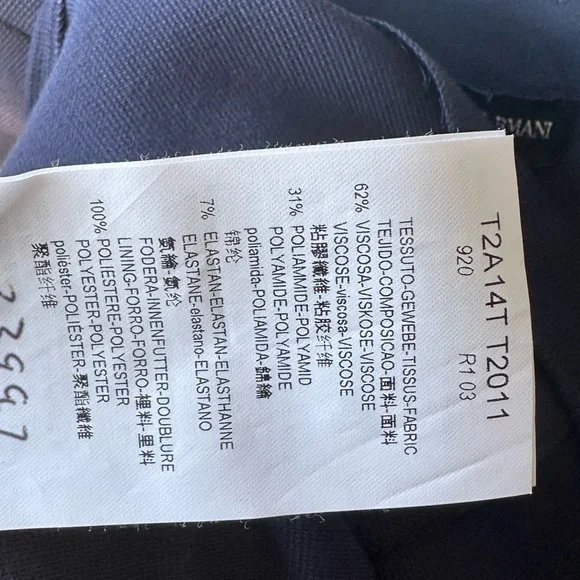 T2A14T T2011
920 R1 03
TESSUTO-GEWEBE-TISSUS-FABRIC
TEJIDO-COMPOSICAO-面料-面料
62% VISCOSA-VISKOSE-VISCOSE
VISCOSE-viscosa-VISCOSE
粘膠纖維-粘胶纤维
31% POLIAMMIDE-POLYAMID
POLYAMIDE-POLYAMIDE
poliamida-POLIAMIDA-錦綸
锦纶
7% ELASTAN-ELASTAN-ELASTHANNE
ELASTANE-elastano-ELASTANO
氨綸-氨纶
FODERA-INNENFUTTER-DOUBLURE
LINING-FORRO-FORRO-裡料-里料
100% POLIESTERE-POLYESTER
POLYESTER-POLYESTER
poliéster-POLIÉSTER-聚酯纖維
聚酯纤维